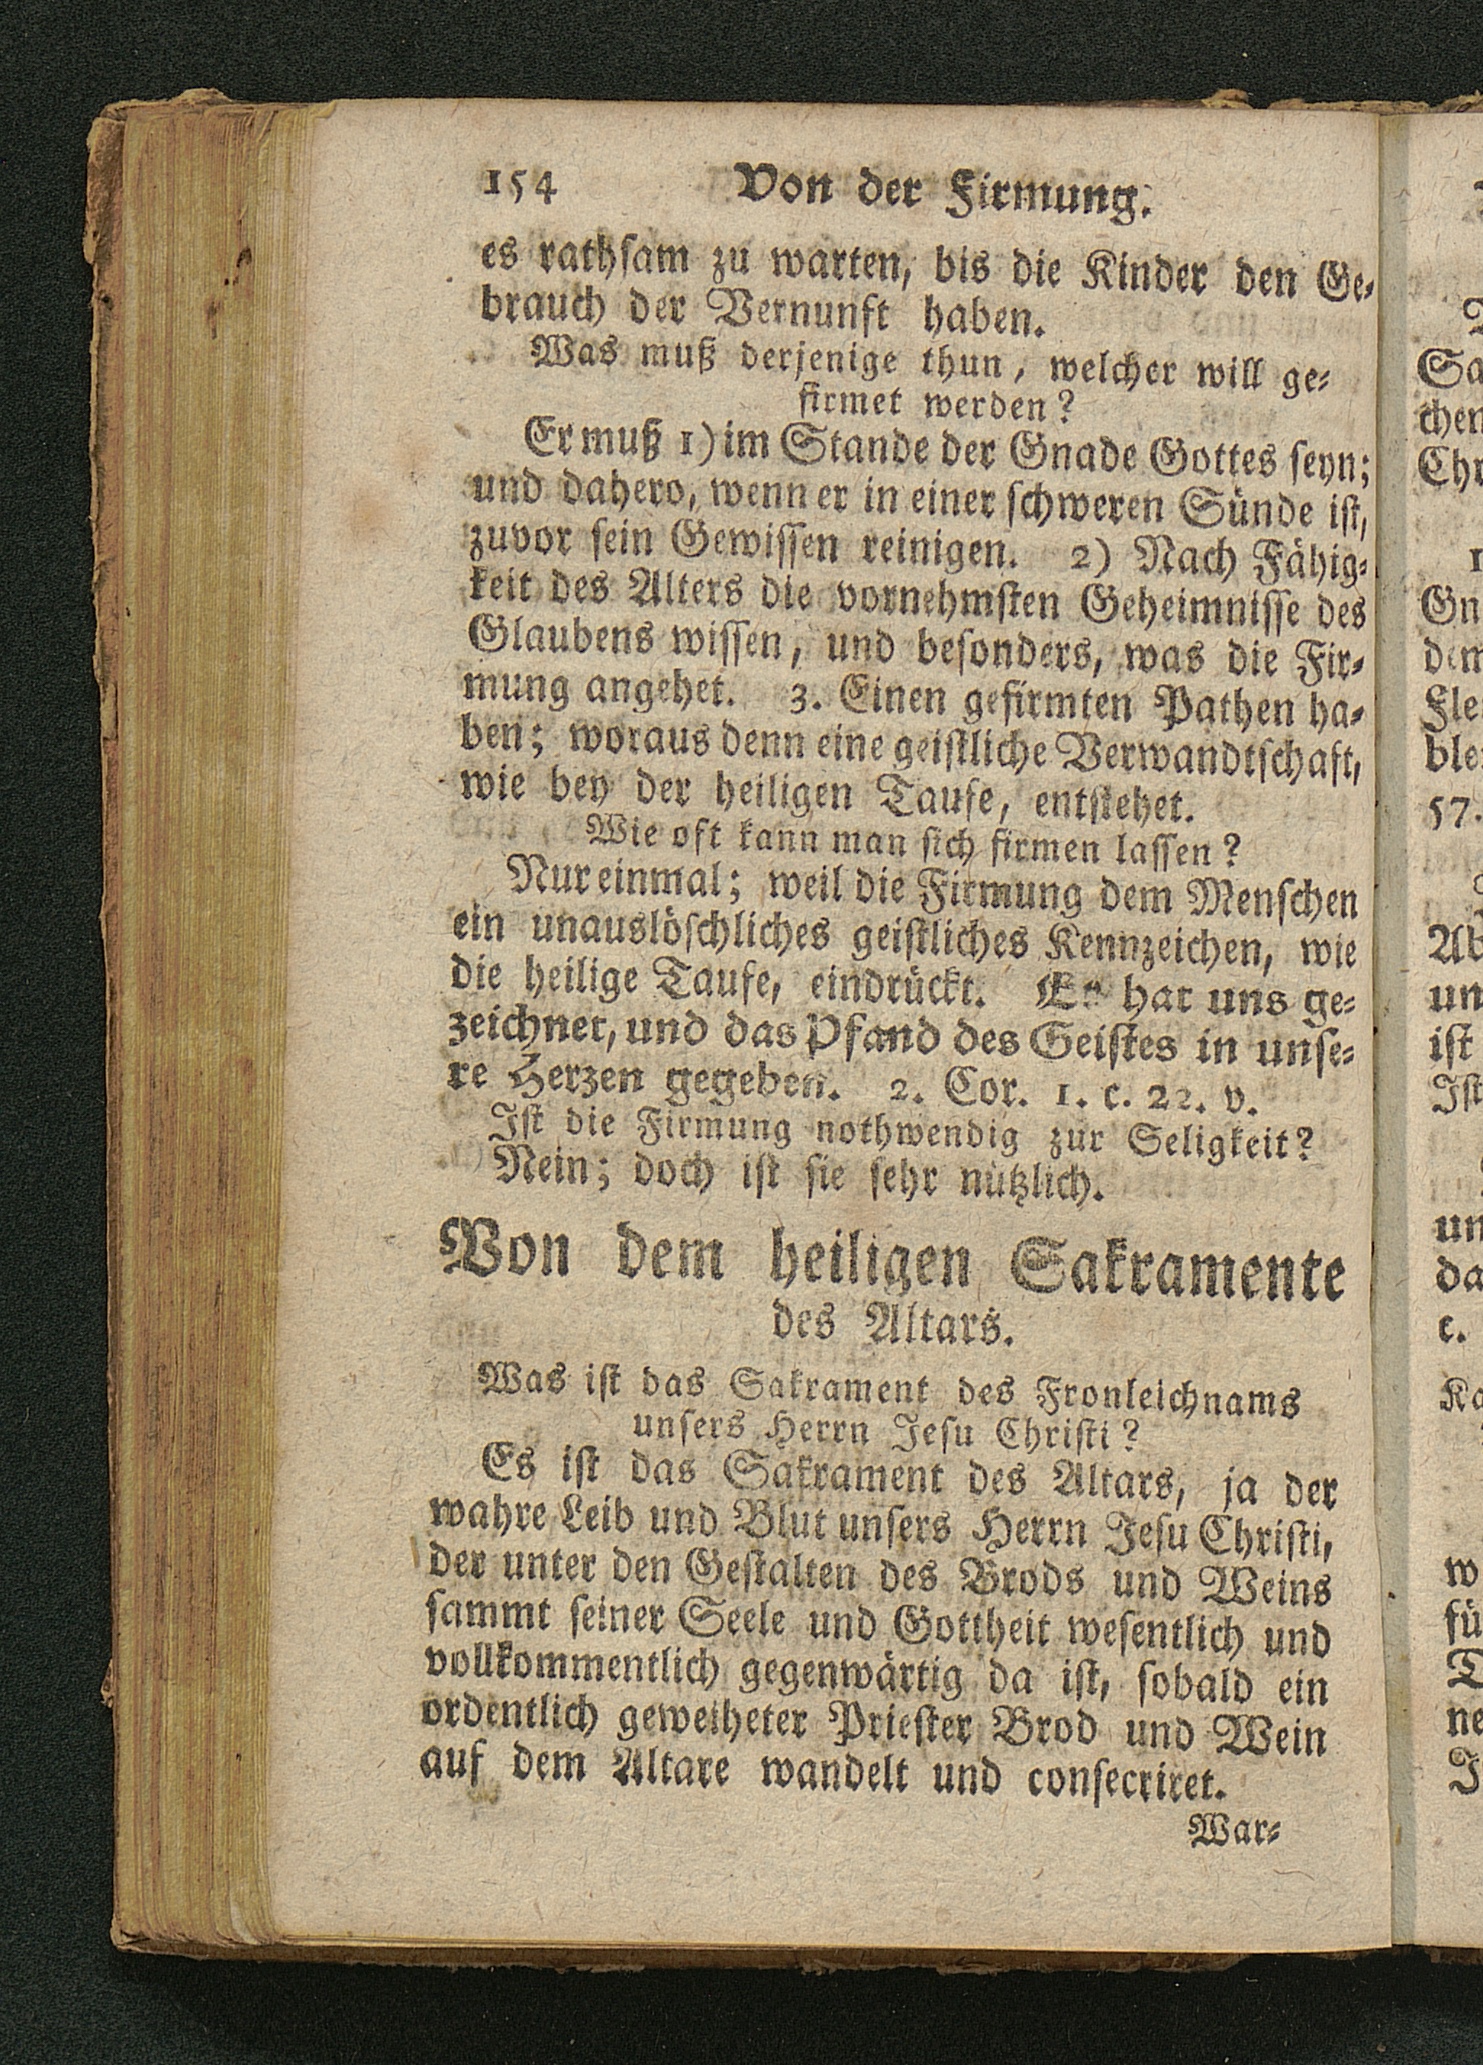 154 Von der Firmung.
es rathſam zu warten, bis die Kinder den Ge-
brauch der Vernunft haben.
Was muß derjenige thun, welcher will ge-
firmet werden?
Er muß 1) im Stande der Gnade Gottes ſeyn;
und dahero, wenn er in einer ſchweren Sünde iſt,
zuvor ſein Gewiſſen reinigen. 2) Nach Fähig-
keit des Alters die vornehmſten Geheimniſſe des
Glaubens wiſſen, und beſonders, was die Fir-
mung angehet. 3. Einen gefirmten Pathen ha-
ben; woraus denn eine geiſtliche Verwandtſchaft,
wie bey der heiligen Taufe, entſtehet.
Wie oft kann man ſich firmen laſſen?
Nur einmal; weil die Firmung dem Menſchen
ein unauslöſchliches geiſtliches Kennzeichen, wie
die heilige Taufe, eindrückt. Er hat uns ge-
zeichnet, und das Pfand des Geiſtes in unſe-
re Herzen gegeben. 2. Cor. 1. c. 22. v.
Iſt die Firmung nothwendig zur Seligkeit?
Nein; doch iſt ſie ſehr nützlich.
Von dem heiligen Sakramente
des Altars.
Was iſt das Sakrament des Fronleichnams
unſers Herrn Jeſu Chriſti?
Es iſt das Sakrament des Altars, ja der
wahre Leib und Blut unſers Herrn Jeſu Chriſti,
der unter den Geſtalten des Brods und Weins
ſammt ſeiner Seele und Gottheit weſentlich und
vollkommentlich gegenwärtig da iſt, ſobald ein
ordentlich geweiheter Prieſter Brod und Wein
auf dem Altare wandelt und conſecriret.
War-